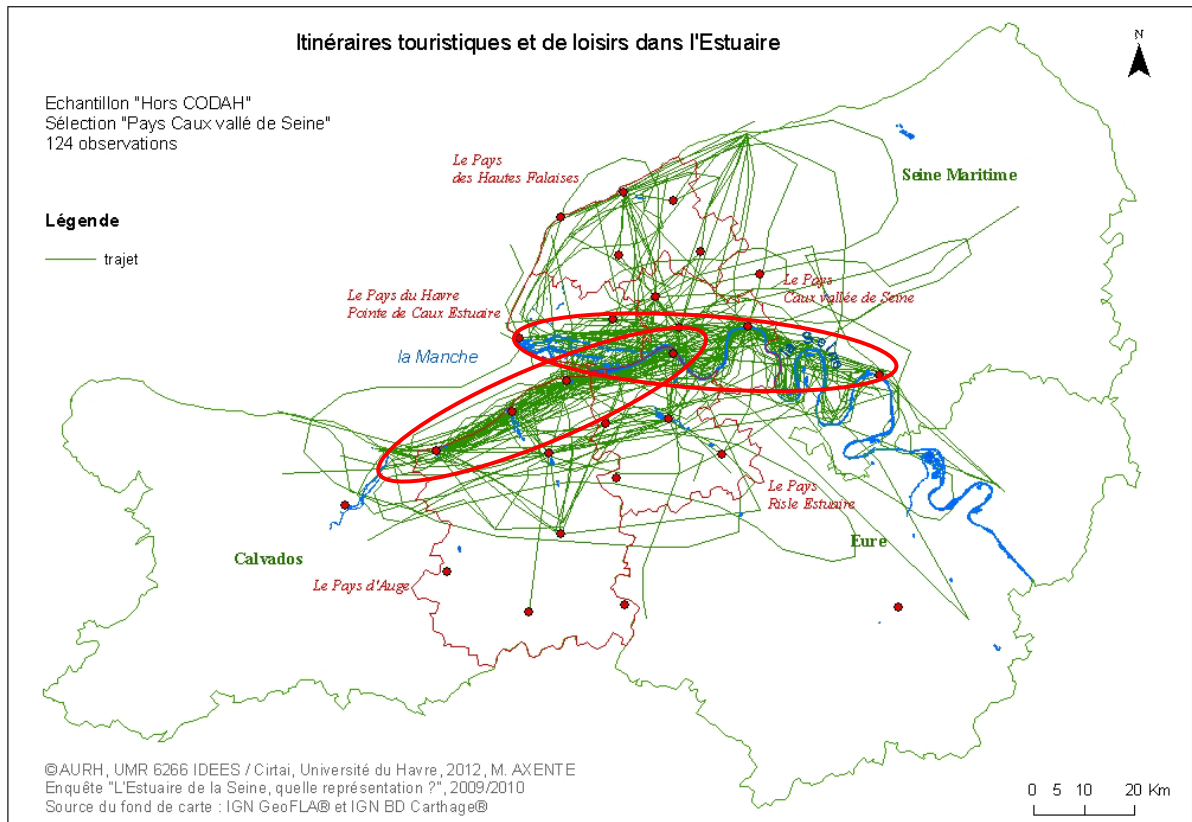 Itinéraires touristiques et de loisirs dans l'Estuaire
N
Echantillon "Hors CODAH"
Sélection "Pays Caux vallé de Seine"
124 observations
Le Pays
des Hautes Falaises
Seine Maritime
Légende
trajet
Le Pays du Havre
Pointe de Caux Estuaire
Le Pays
Caux vallée de Seine
la Manche
la Seine
Le Pays
Risle Estuaire
Calvados
Eure
Le Pays d'Auge
©AURH, UMR 6266 IDEES / Cirtai, Université du Havre, 2012, M. AXENTE
Enquête "L'Estuaire de la Seine, quelle représentation ?", 2009/2010
Source du fond de carte : IGN GeoFLA® et IGN BD Carthage®
0 5 10 20 Km